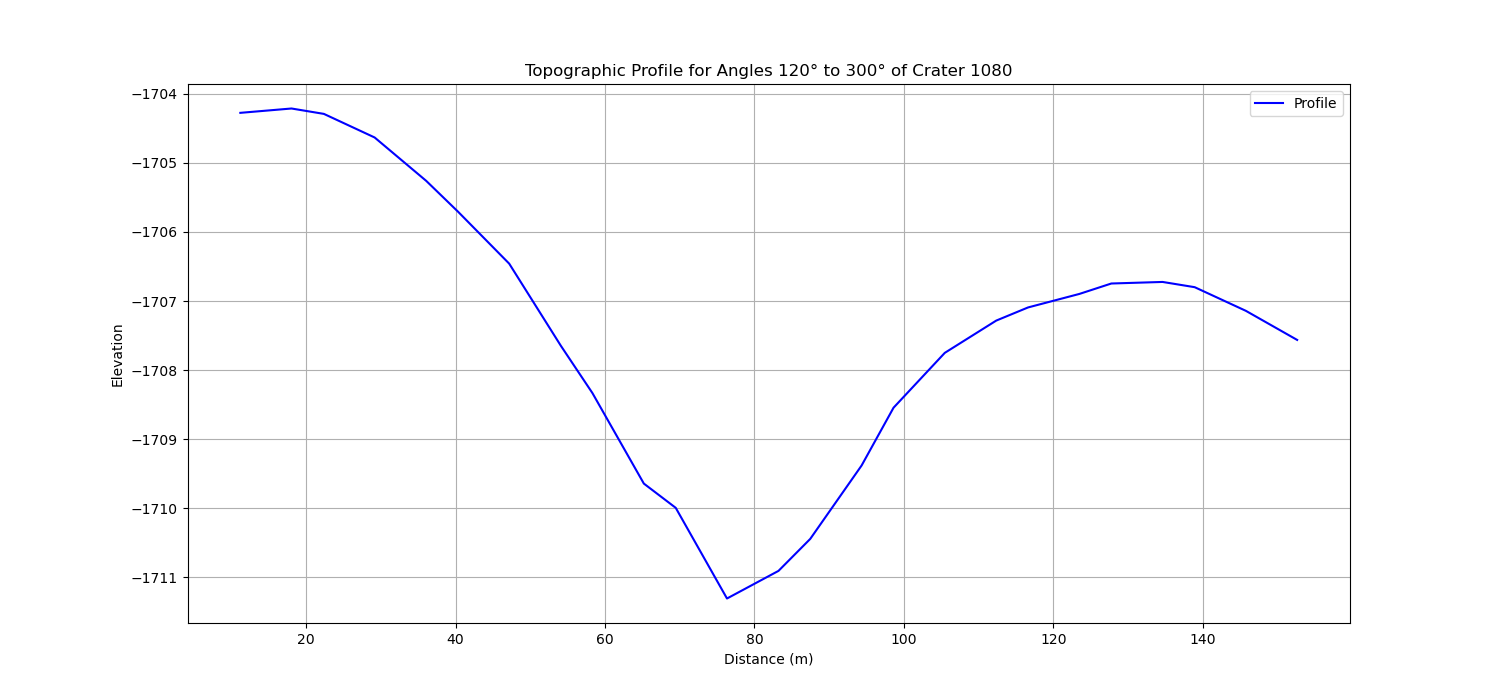 Topographic Profile for Angles 120° to 300° of Crater 1080
Profile
−1704
−1705
−1706
−1707
−1708
−1709
−1710
−1711
Elevation
20 40 60 80 100 120 140
Distance (m)